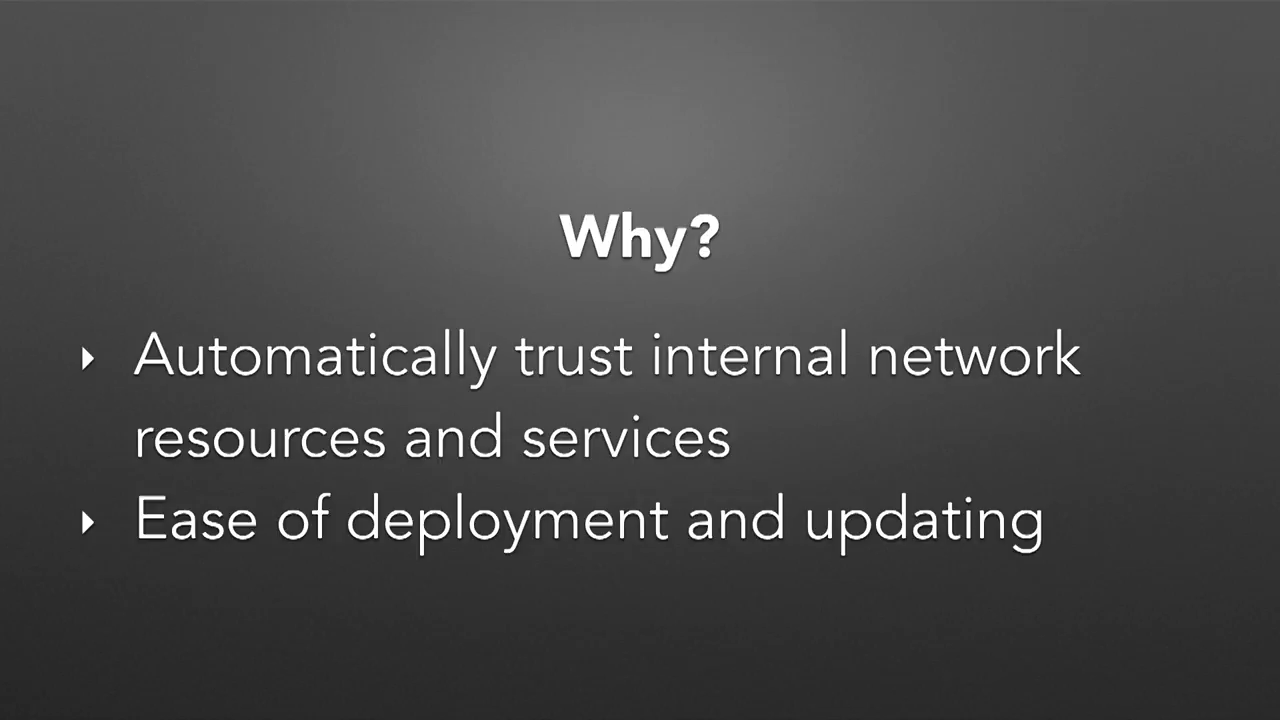 Why?
‣ Automatically trust internal network
resources and services
‣ Ease of deployment and updating